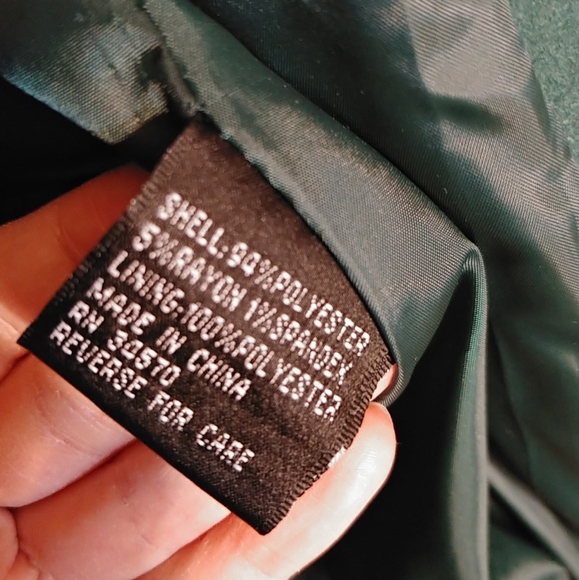 SHELL:94%POLYESTER
5%RAYON 1%SPANDEX
LINING:100%POLYESTER
MADE IN CHINA
RN 34570
REVERSE FOR CARE